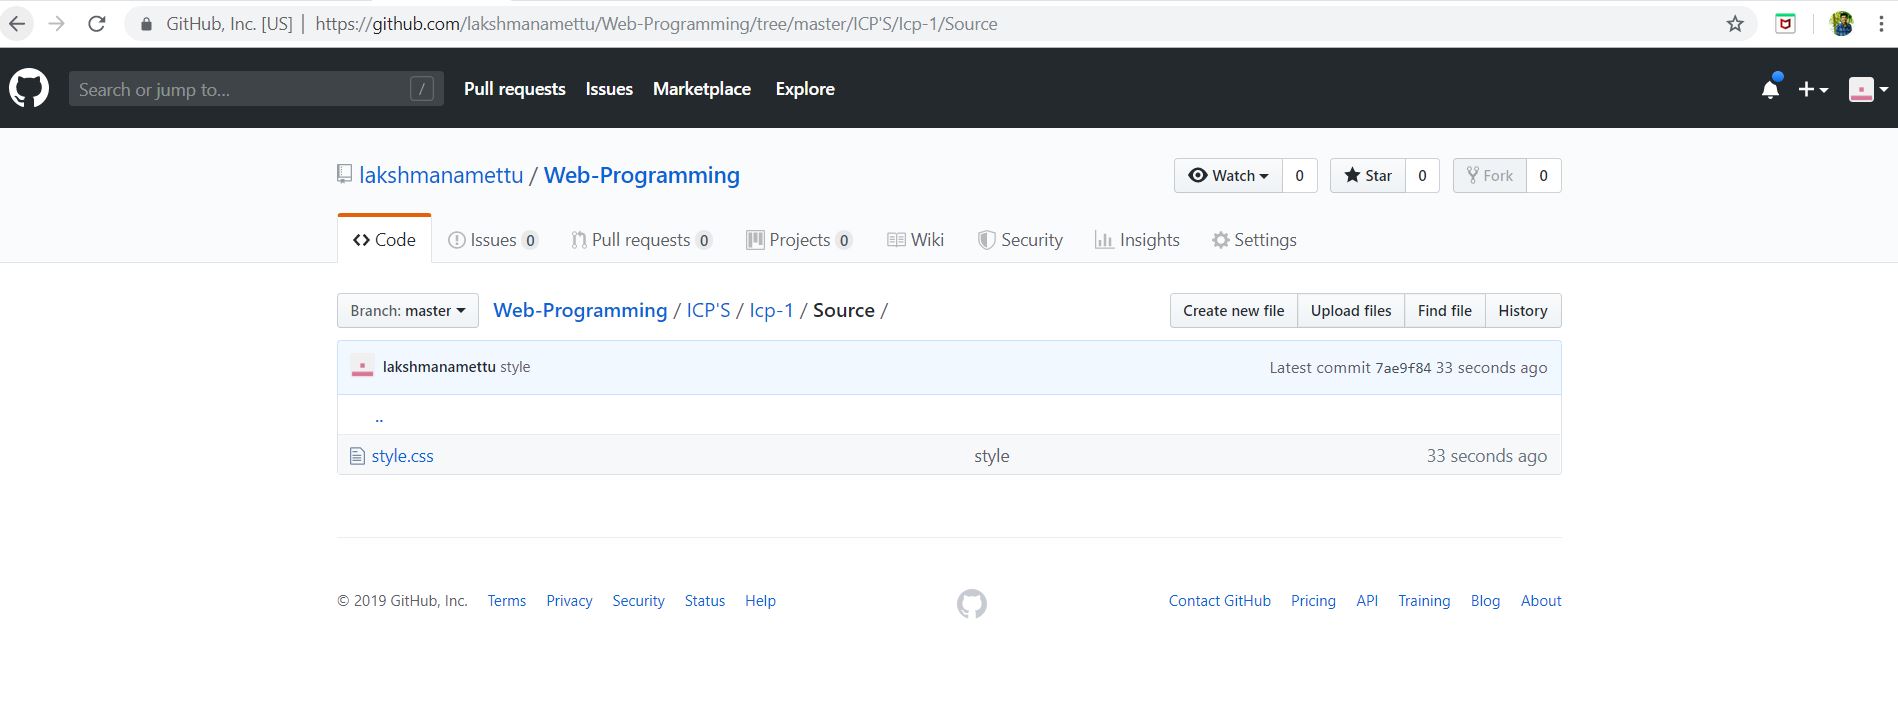 GitHub, Inc. [US] | https://github.com/lakshmanamettu/Web-Programming/tree/master/ICP'S/Icp-1/Source
Search or jump to... / Pull requests Issues Marketplace Explore
lakshmanamettu / Web-Programming Watch 0 Star 0 Fork 0
Code Issues 0 Pull requests 0 Projects 0 Wiki Security Insights Settings
Branch: master Web-Programming / ICP'S / Icp-1 / Source / Create new file Upload files Find file History
lakshmanamettu style Latest commit 7ae9f84 33 seconds ago
..
style.css style 33 seconds ago
© 2019 GitHub, Inc. Terms Privacy Security Status Help Contact GitHub Pricing API Training Blog About